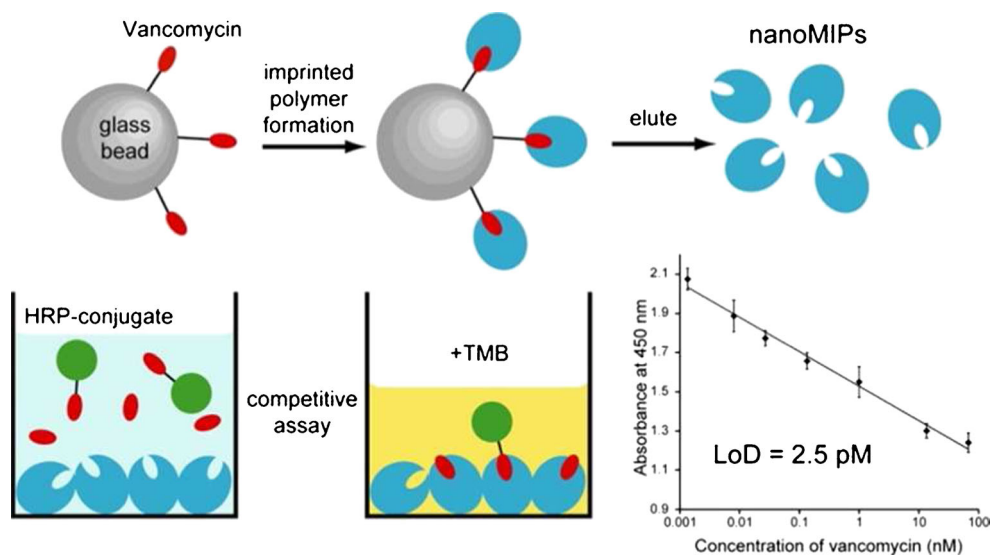 Vancomycin
glass
bead
imprinted
polymer
formation
elute
nanoMIPs
HRP-conjugate
competitive
assay
+TMB
Absorbance at 450 nm
2.1
1.9
1.7
1.5
1.3
1.1
0.9
LoD = 2.5 pM
0.001 0.01 0.1 1 10 100
Concentration of vancomycin (nM)